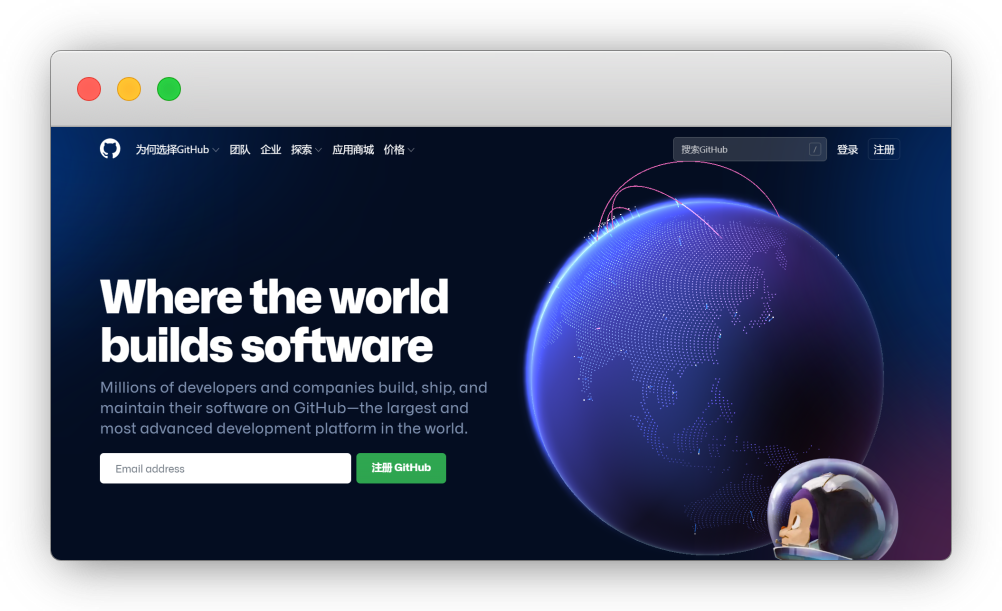 为何选择GitHub 团队 企业 探索 应用商城 价格 搜索GitHub / 登录 注册
Where the world
builds software
Millions of developers and companies build, ship, and
maintain their software on GitHub—the largest and
most advanced development platform in the world.
Email address 注册 GitHub